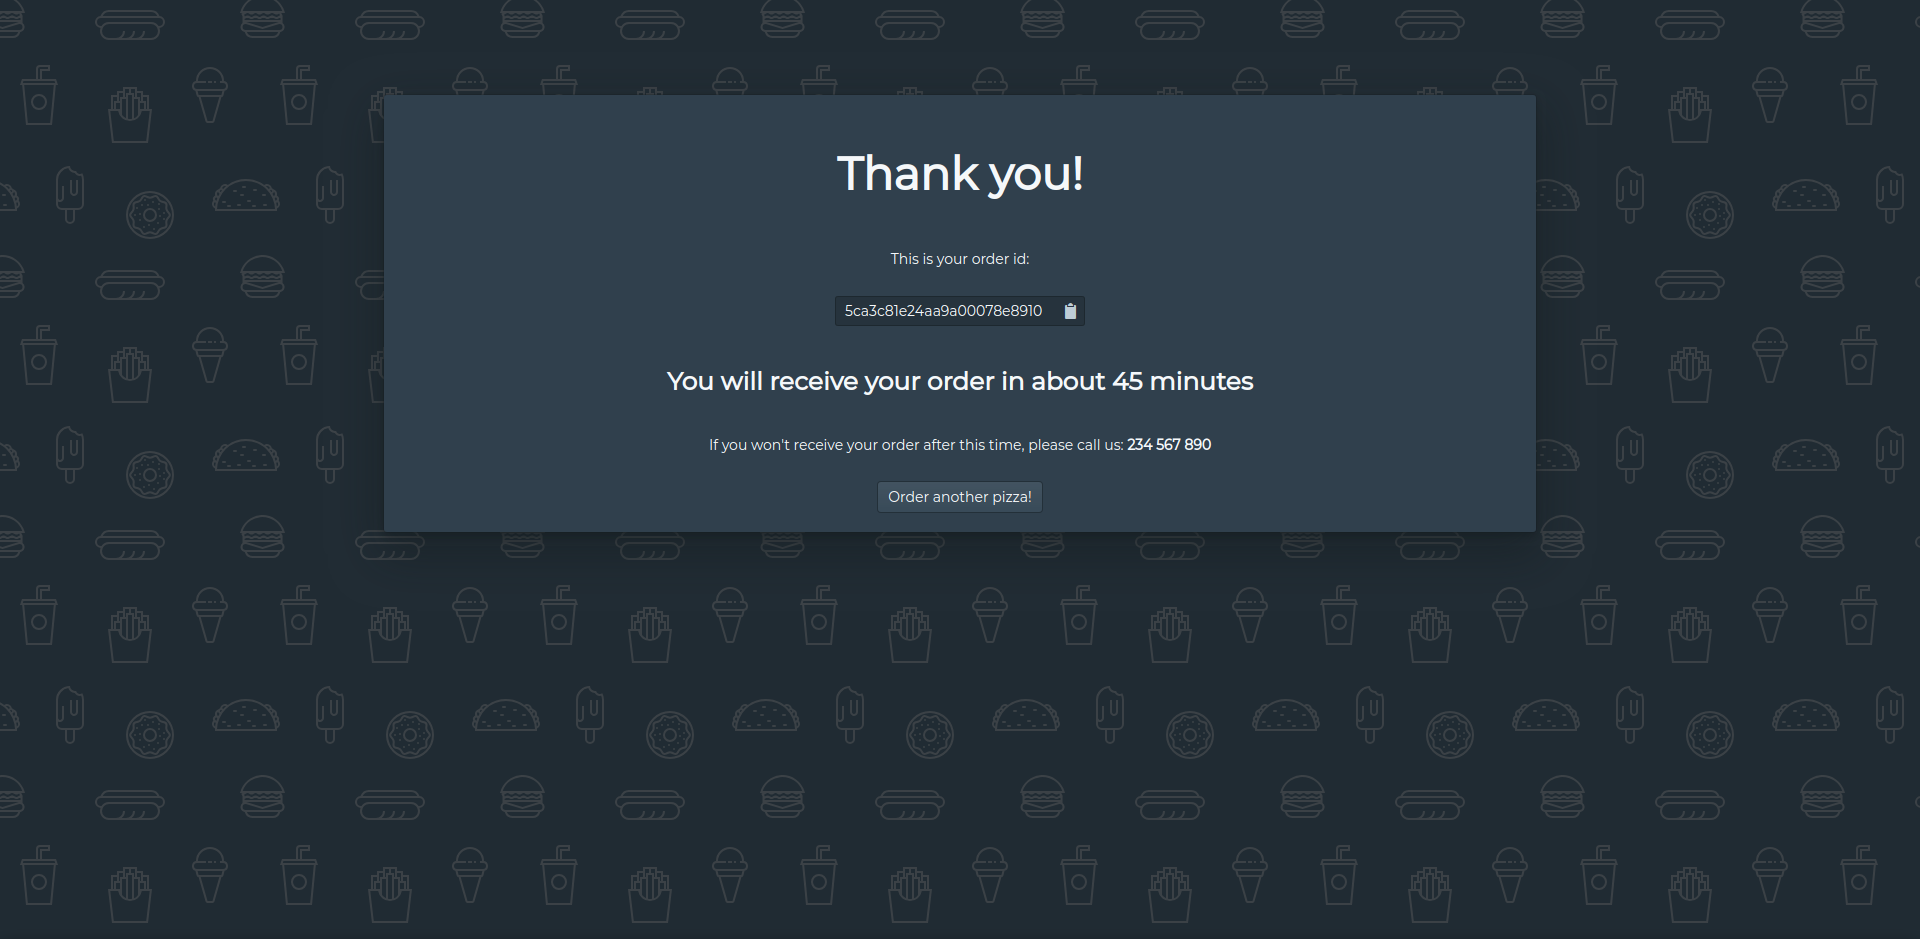 Thank you!
This is your order id:
5ca3c81e24aa9a00078e8910
You will receive your order in about 45 minutes
If you won't receive your order after this time, please call us: 234 567 890
Order another pizza!